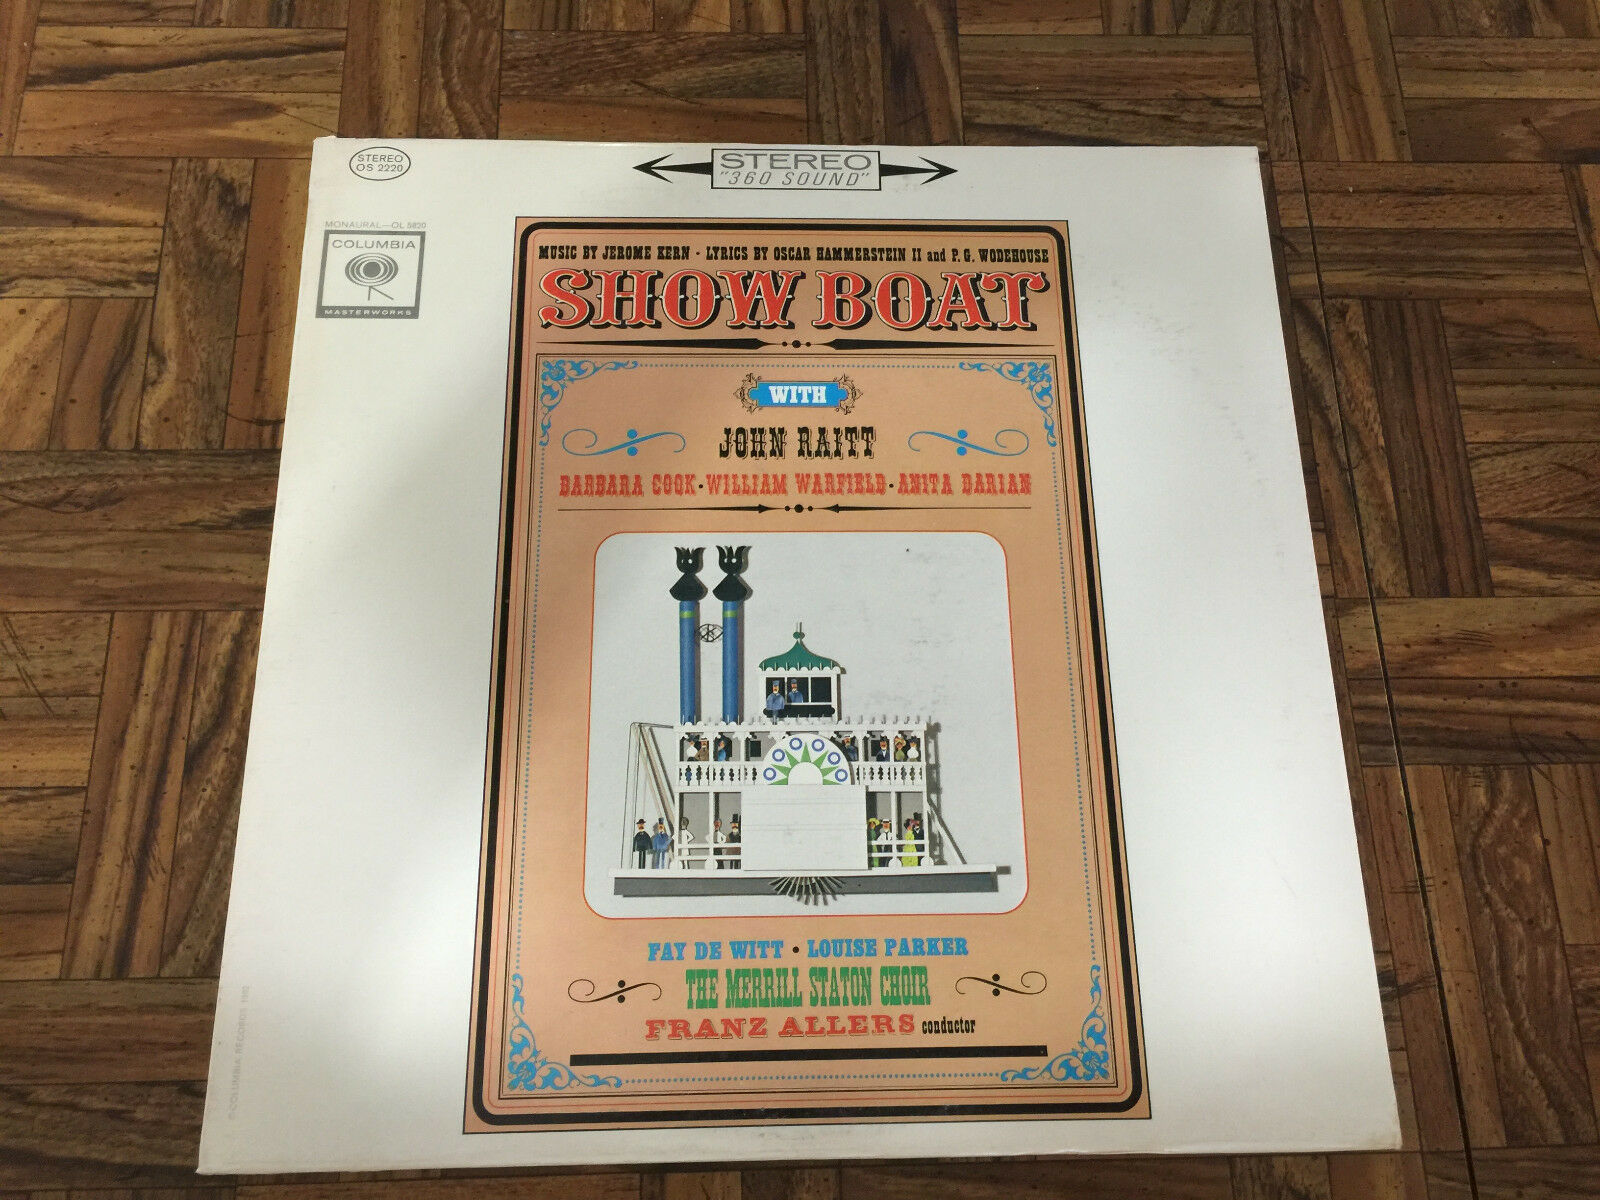 STEREO
OS 2220
STEREO
"360 SOUND"
MONAURAL—OL 5820
COLUMBIA
MASTERWORKS
MUSIC BY JEROME KERN - LYRICS BY OSCAR HAMMERSTEIN II and P. G. WODEHOUSE
SHOW BOAT
WITH
JOHN RAITT
BARBARA COOK · WILLIAM WARFIELD · ANITA DARIAN
FAY DE WITT · LOUISE PARKER
THE MERRILL STATON CHOIR
FRANZ ALLERS conductor
©COLUMBIA RECORDS